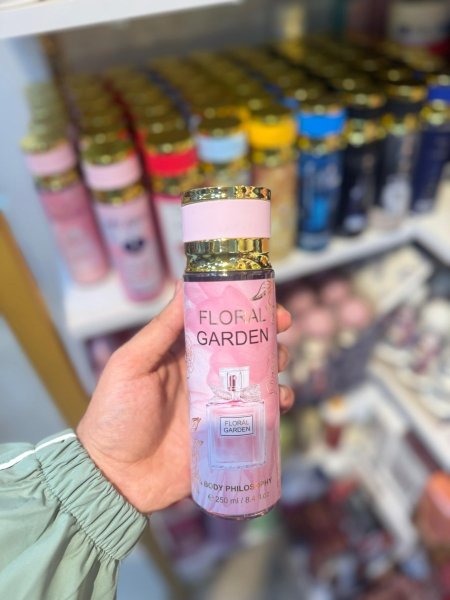 FLORAL
GARDEN
FLORAL
GARDEN
BODY PHILOSOPHY
℮ 250 ml / 8.4 fl.oz